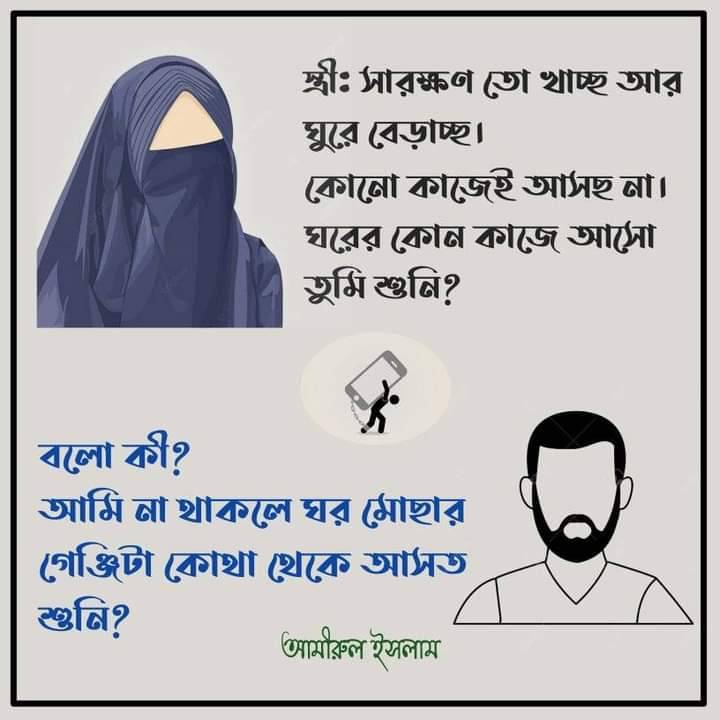 স্ত্রীঃ সারক্ষণ তো খাচ্ছ আর
ঘুরে বেড়াচ্ছ।
কোনো কাজেই আসছ না।
ঘরের কোন কাজে আসো
তুমি শুনি?
বলো কী?
আমি না থাকলে ঘর মোছার
গেঞ্জিটা কোথা থেকে আসত
শুনি?
আমীরুল ইসলাম